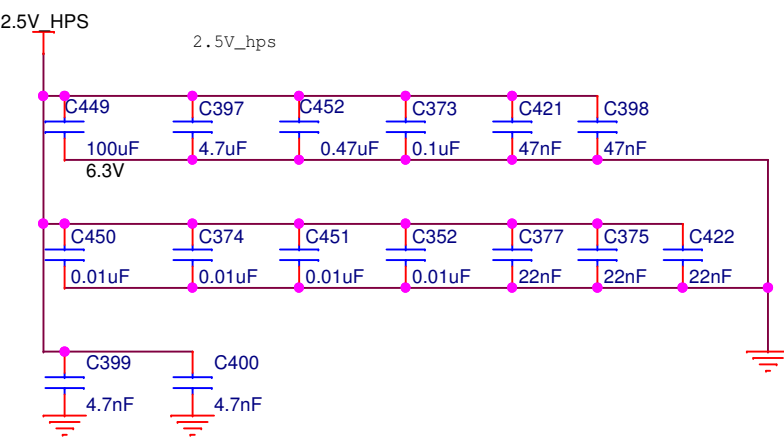 2.5V_HPS
2.5V_hps
C449 C397 C452 C373 C421 C398
100uF 4.7uF 0.47uF 0.1uF 47nF 47nF
6.3V
C450 C374 C451 C352 C377 C375 C422
0.01uF 0.01uF 0.01uF 0.01uF 22nF 22nF 22nF
C399 C400
4.7nF 4.7nF